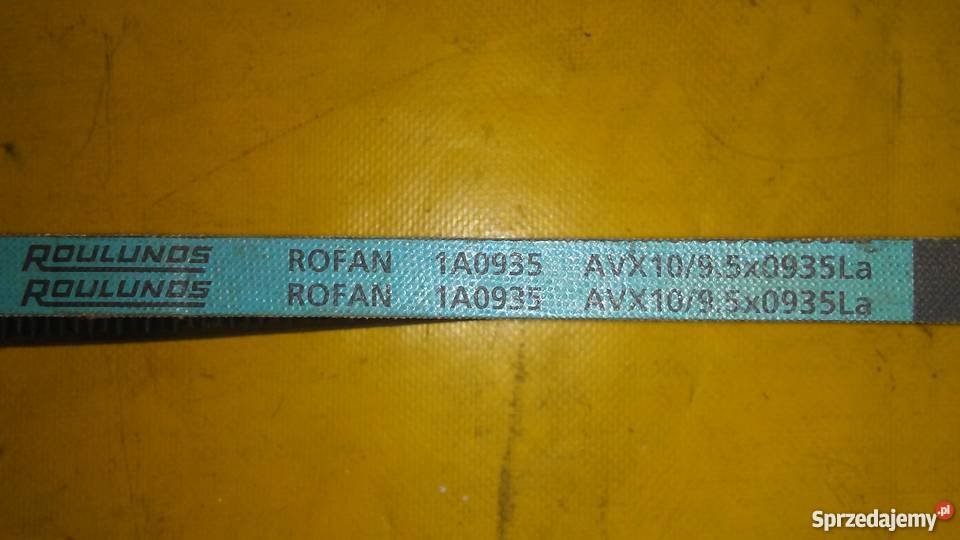 ROULUNDS ROFAN 1A0935 AVX10/9.5x0935La
ROULUNDS ROFAN 1A0935 AVX10/9.5x0935La
Sprzedajemy.pl